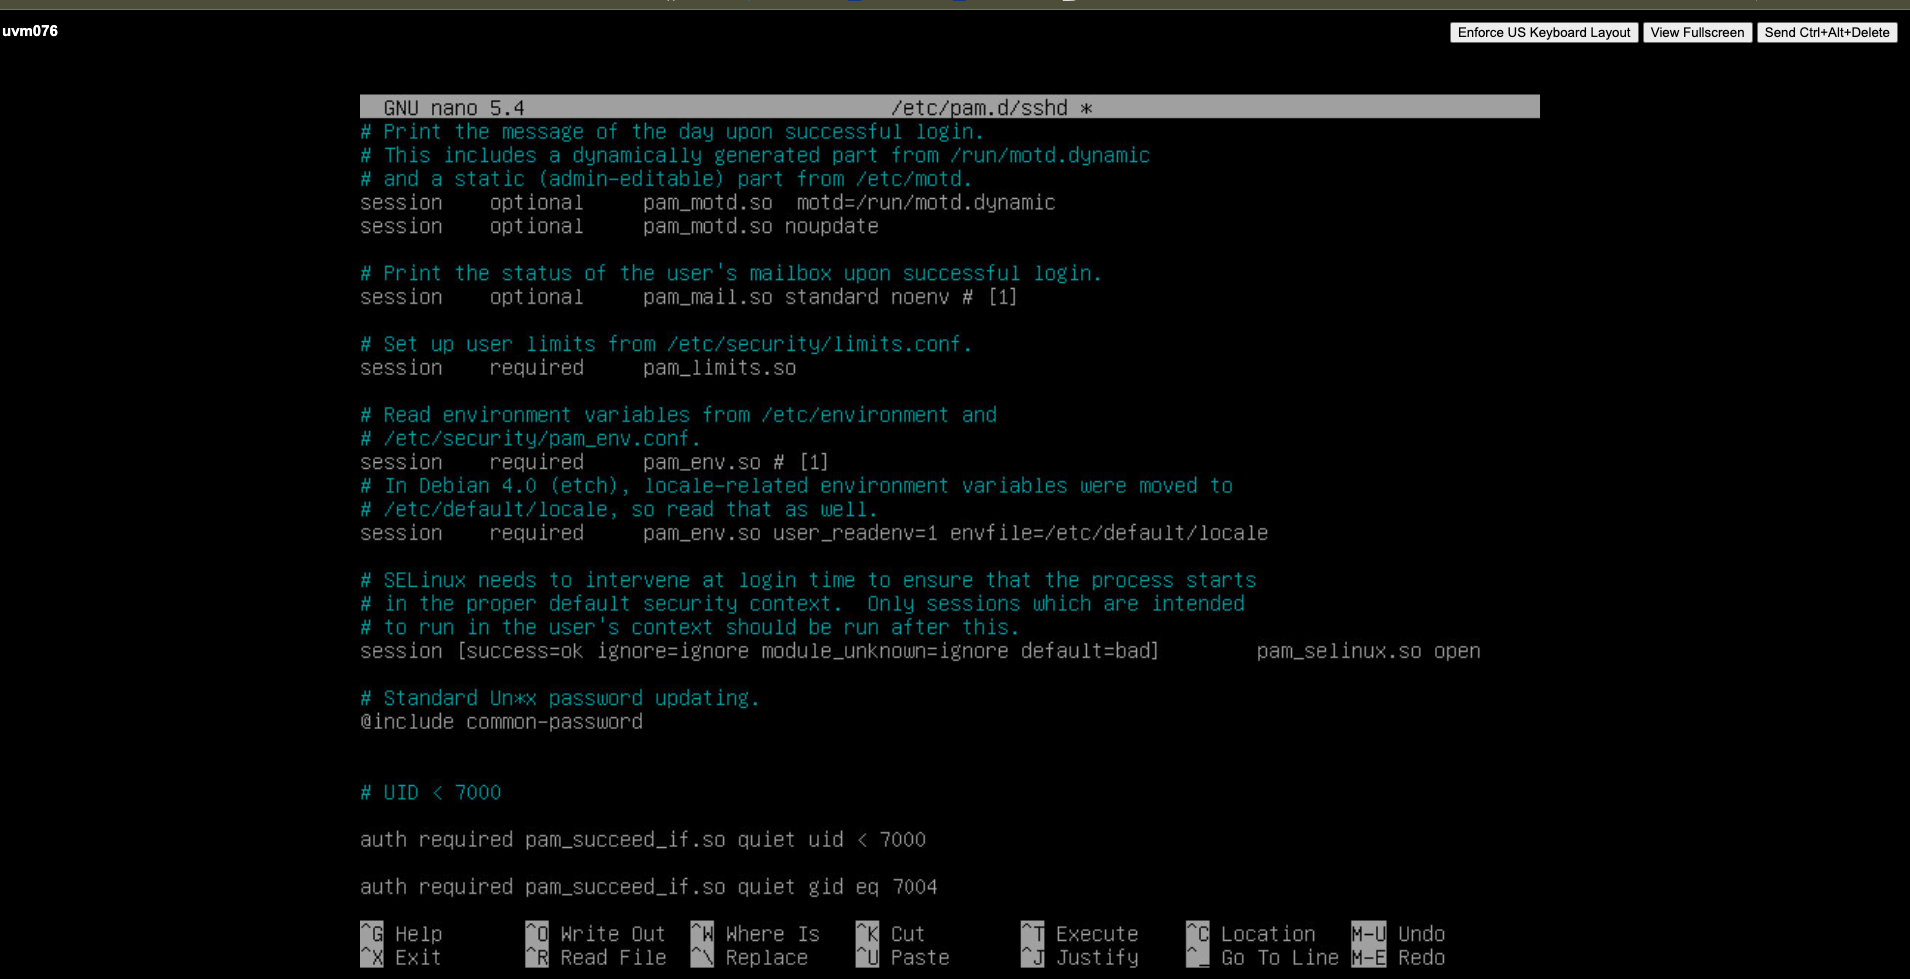 uvm076
Enforce US Keyboard Layout View Fullscreen Send Ctrl+Alt+Delete
GNU nano 5.4 /etc/pam.d/sshd *
# Print the message of the day upon successful login.
# This includes a dynamically generated part from /run/motd.dynamic
# and a static (admin-editable) part from /etc/motd.
session    optional     pam_motd.so  motd=/run/motd.dynamic
session    optional     pam_motd.so noupdate
# Print the status of the user's mailbox upon successful login.
session    optional     pam_mail.so standard noenv # [1]
# Set up user limits from /etc/security/limits.conf.
session    required     pam_limits.so
# Read environment variables from /etc/environment and
# /etc/security/pam_env.conf.
session    required     pam_env.so # [1]
# In Debian 4.0 (etch), locale-related environment variables were moved to
# /etc/default/locale, so read that as well.
session    required     pam_env.so user_readenv=1 envfile=/etc/default/locale
# SELinux needs to intervene at login time to ensure that the process starts
# in the proper default security context.  Only sessions which are intended
# to run in the user's context should be run after this.
session [success=ok ignore=ignore module_unknown=ignore default=bad]        pam_selinux.so open
# Standard Un*x password updating.
@include common-password
# UID < 7000
auth required pam_succeed_if.so quiet uid < 7000
auth required pam_succeed_if.so quiet gid eq 7004
^G Help ^O Write Out ^W Where Is ^K Cut ^T Execute ^C Location M-U Undo
^X Exit ^R Read File ^\ Replace ^U Paste ^J Justify ^_ Go To Line M-E Redo